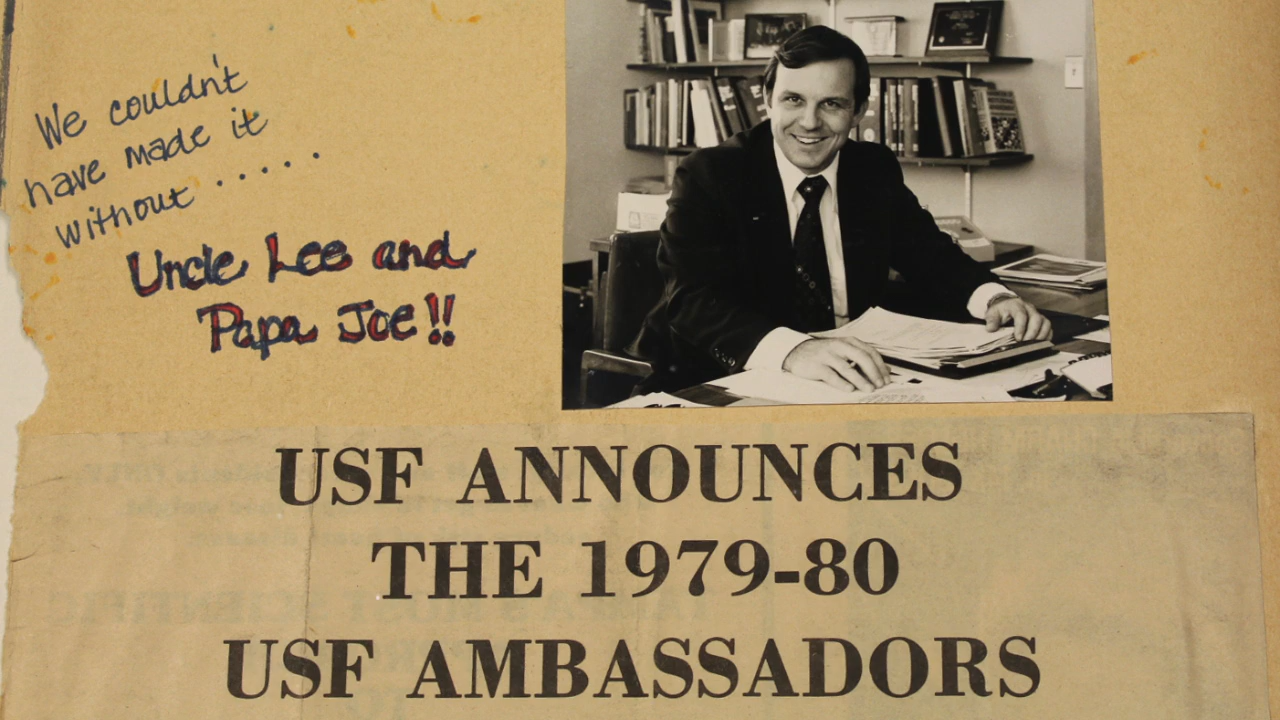 We couldn't
have made it
without . . . . .
Uncle Lee and
Papa Joe!!
USF ANNOUNCES
THE 1979-80
USF AMBASSADORS